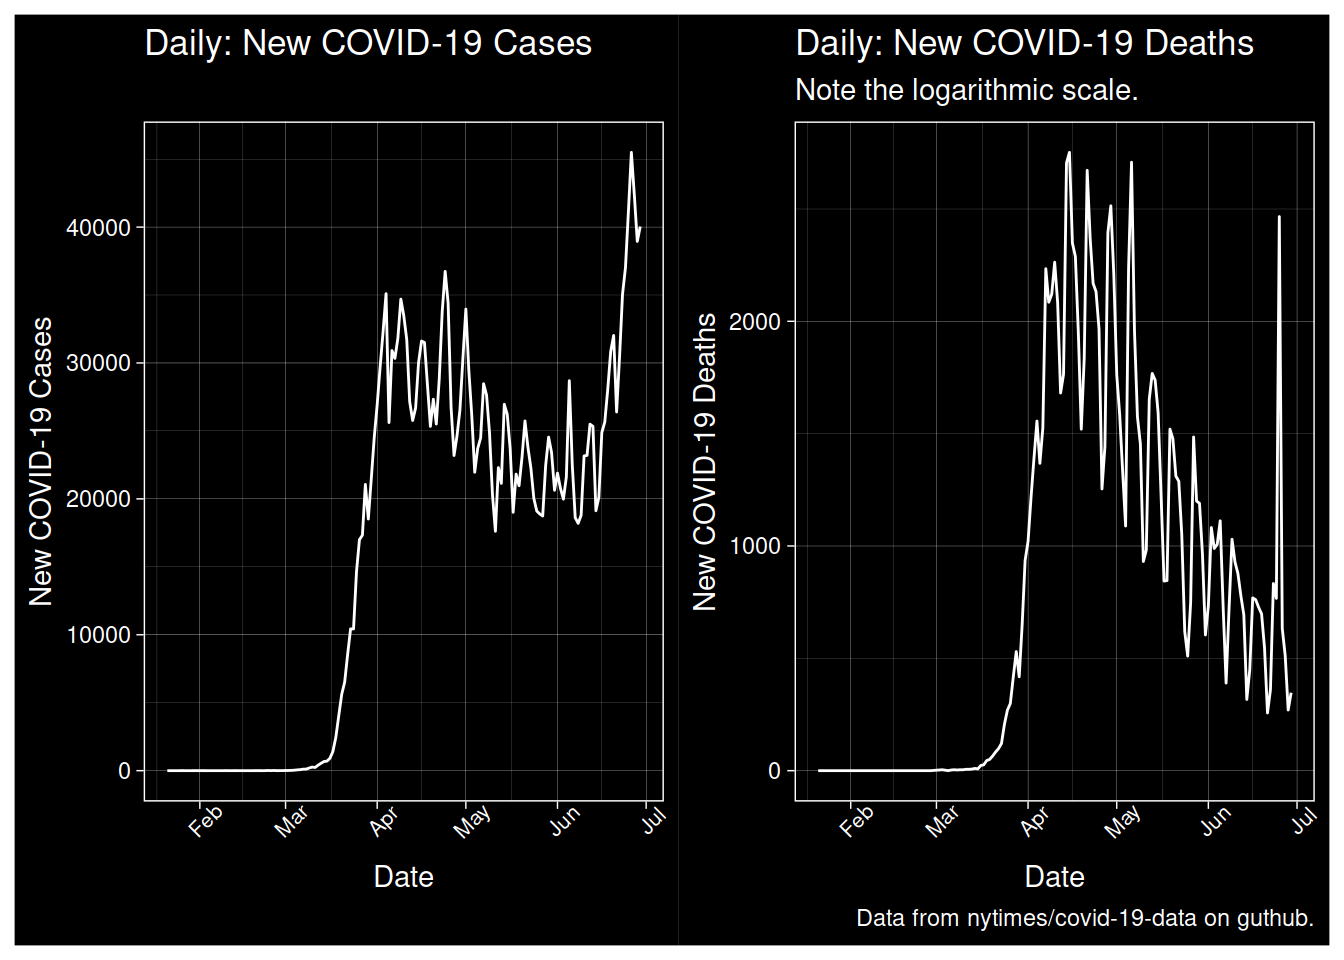 Daily: New COVID-19 Cases
New COVID-19 Cases
40000
30000
20000
10000
0
Feb
Mar
Apr
May
Jun
Jul
Date
Daily: New COVID-19 Deaths
Note the logarithmic scale.
New COVID-19 Deaths
2000
1000
0
Feb
Mar
Apr
May
Jun
Jul
Date
Data from nytimes/covid-19-data on guthub.